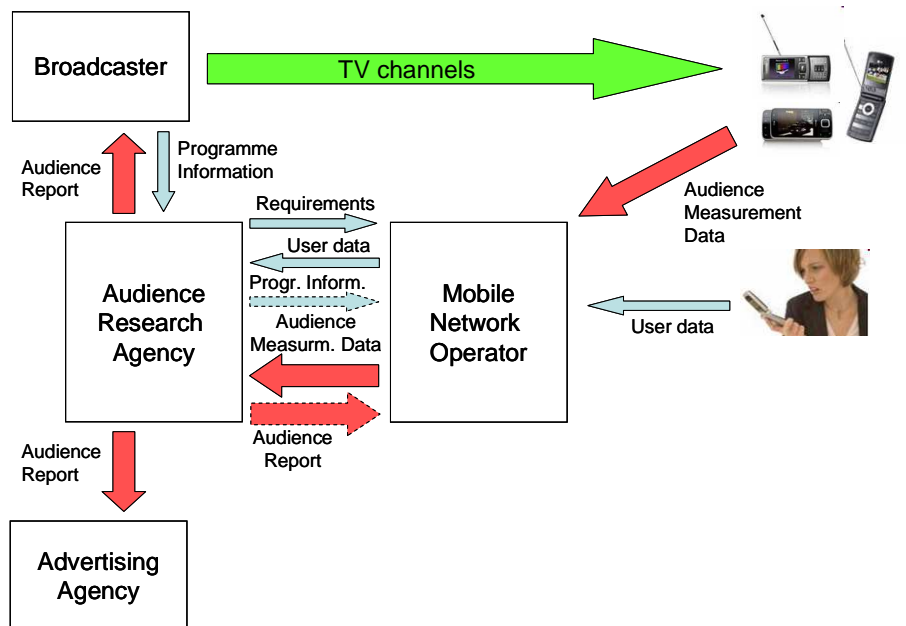 Broadcaster
TV channels
Audience
Report
Programme
Information
Audience
Measurement
Data
Requirements
User data
Progr. Inform.
Audience
Measurm. Data
Audience
Research
Agency
Mobile
Network
Operator
User data
Audience
Report
Audience
Report
Advertising
Agency